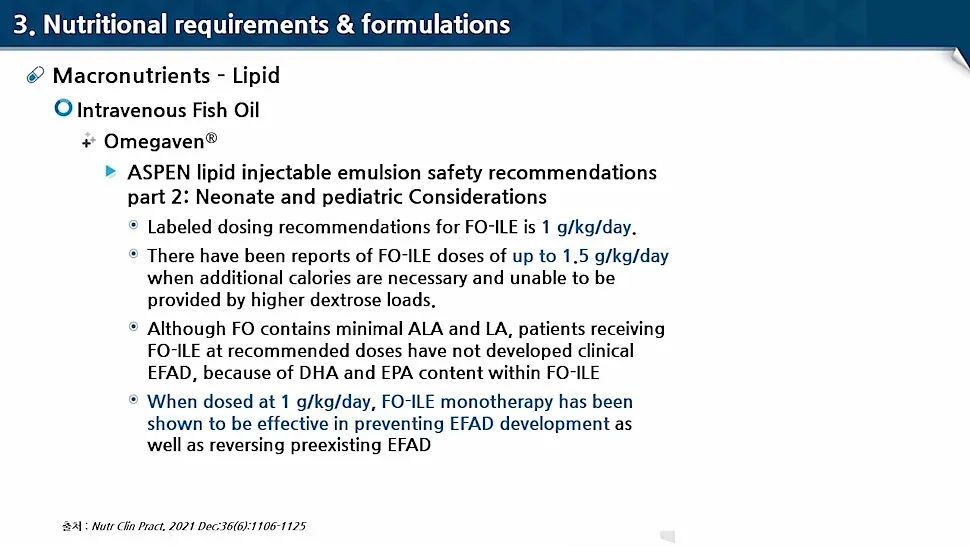 3. Nutritional requirements & formulations
Macronutrients - Lipid
Intravenous Fish Oil
Omegaven®
ASPEN lipid injectable emulsion safety recommendations
part 2: Neonate and pediatric Considerations
Labeled dosing recommendations for FO-ILE is 1 g/kg/day.
There have been reports of FO-ILE doses of up to 1.5 g/kg/day
when additional calories are necessary and unable to be
provided by higher dextrose loads.
Although FO contains minimal ALA and LA, patients receiving
FO-ILE at recommended doses have not developed clinical
EFAD, because of DHA and EPA content within FO-ILE
When dosed at 1 g/kg/day, FO-ILE monotherapy has been
shown to be effective in preventing EFAD development as
well as reversing preexisting EFAD
출처 : Nutr Clin Pract. 2021 Dec;36(6):1106-1125